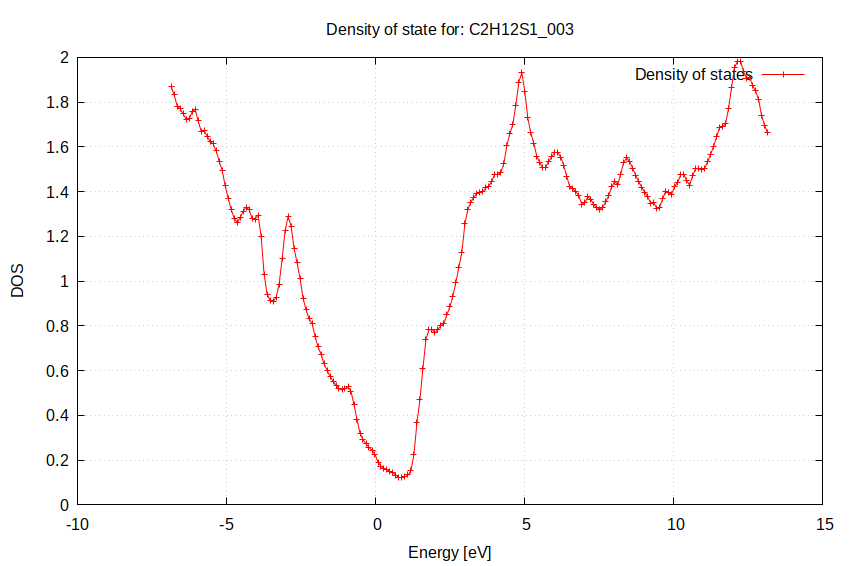 Density of state for: C2H12S1_003
Density of states
2
1.8
1.6
1.4
1.2
1
0.8
0.6
0.4
0.2
0
DOS
-10 -5 0 5 10 15
Energy [eV]